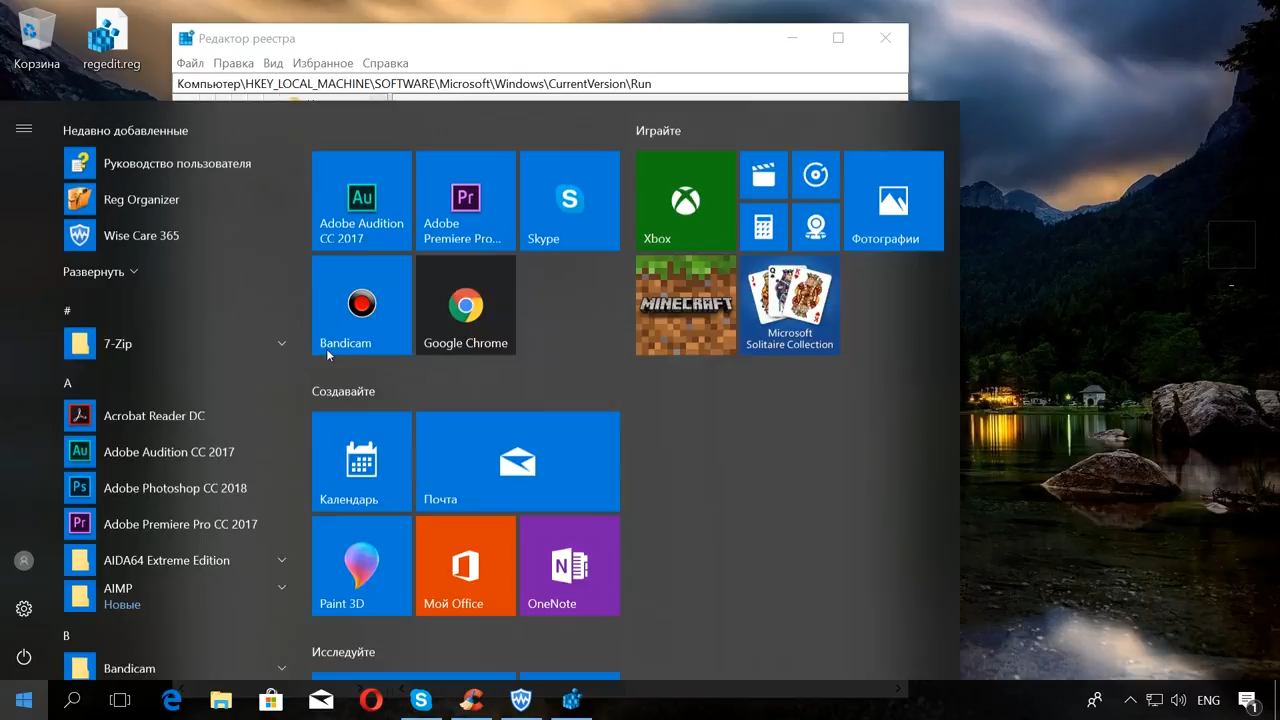 Корзина
regedit.reg
Редактор реестра
Файл Правка Вид Избранное Справка
Компьютер\HKEY_LOCAL_MACHINE\SOFTWARE\Microsoft\Windows\CurrentVersion\Run
Недавно добавленные
Руководство пользователя
Reg Organizer
Wise Care 365
Развернуть
#
7-Zip
A
Acrobat Reader DC
Adobe Audition CC 2017
Adobe Photoshop CC 2018
Adobe Premiere Pro CC 2017
AIDA64 Extreme Edition
AIMP
Новые
B
Bandicam
Au
Adobe Audition
CC 2017
Pr
Adobe
Premiere Pro...
Skype
Bandicam
Google Chrome
Создавайте
Календарь
Почта
Paint 3D
Мой Office
OneNote
Исследуйте
Играйте
Xbox
Фотографии
MINECRAFT
Microsoft
Solitaire Collection
ENG
1